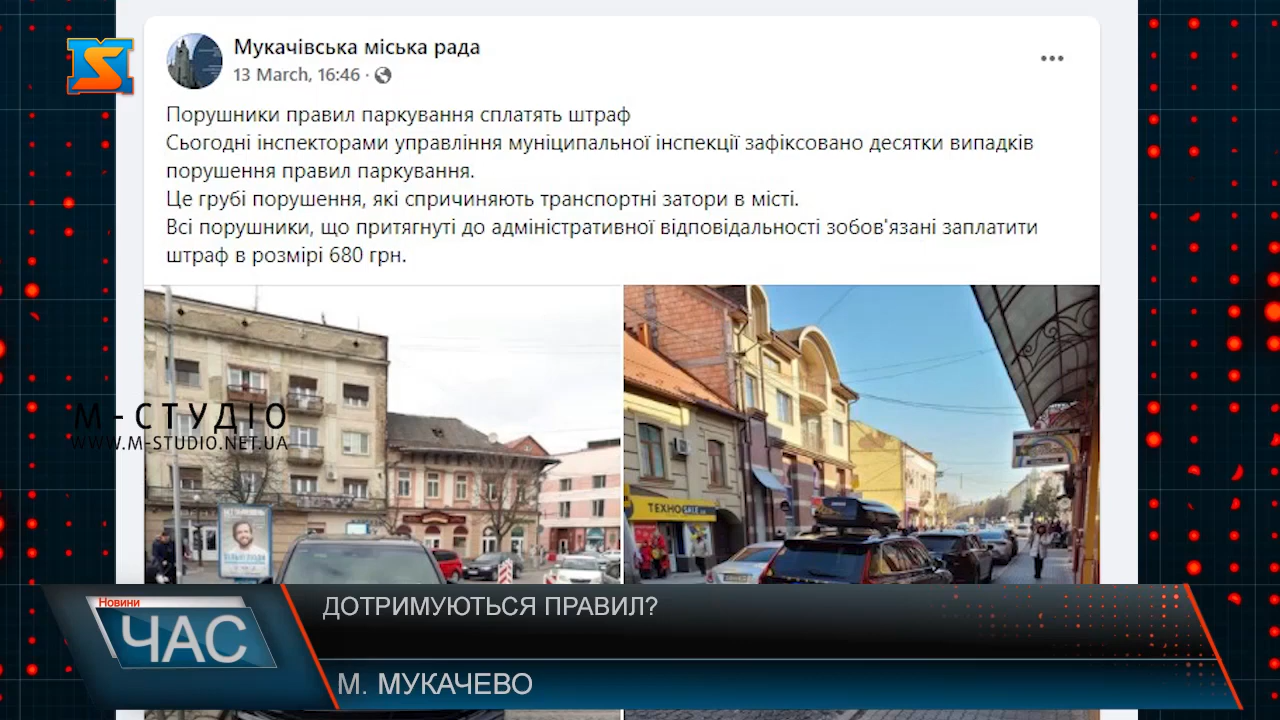 Мукачівська міська рада
13 March, 16:46 ·
Порушники правил паркування сплатять штраф
Сьогодні інспекторами управління муніципальної інспекції зафіксовано десятки випадків
порушення правил паркування.
Це грубі порушення, які спричиняють транспортні затори в місті.
Всі порушники, що притягнуті до адміністративної відповідальності зобов'язані заплатити
штраф в розмірі 680 грн.
М-СТУДІО
WWW.M-STUDIO.NET.UA
ТЕХНОSALE
Новини
ЧАС
ДОТРИМУЮТЬСЯ ПРАВИЛ?
М. МУКАЧЕВО